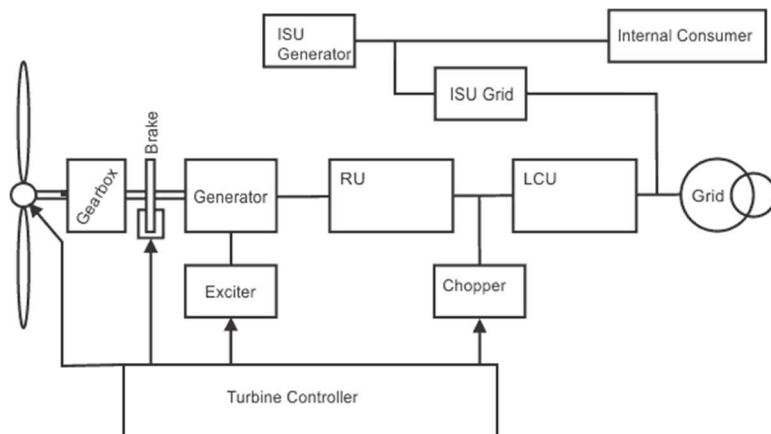 ISU
Generator
Internal Consumer
ISU Grid
Brake
Gearbox
Generator
RU
LCU
Grid
Exciter
Chopper
Turbine Controller